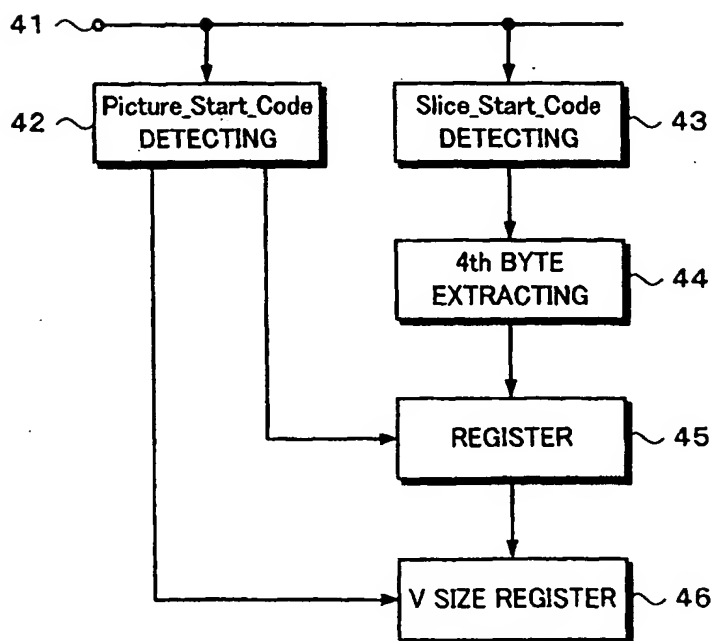 41
42
Picture_Start_Code
DETECTING
Slice_Start_Code
DETECTING
43
4th BYTE
EXTRACTING
44
REGISTER
45
V SIZE REGISTER
46